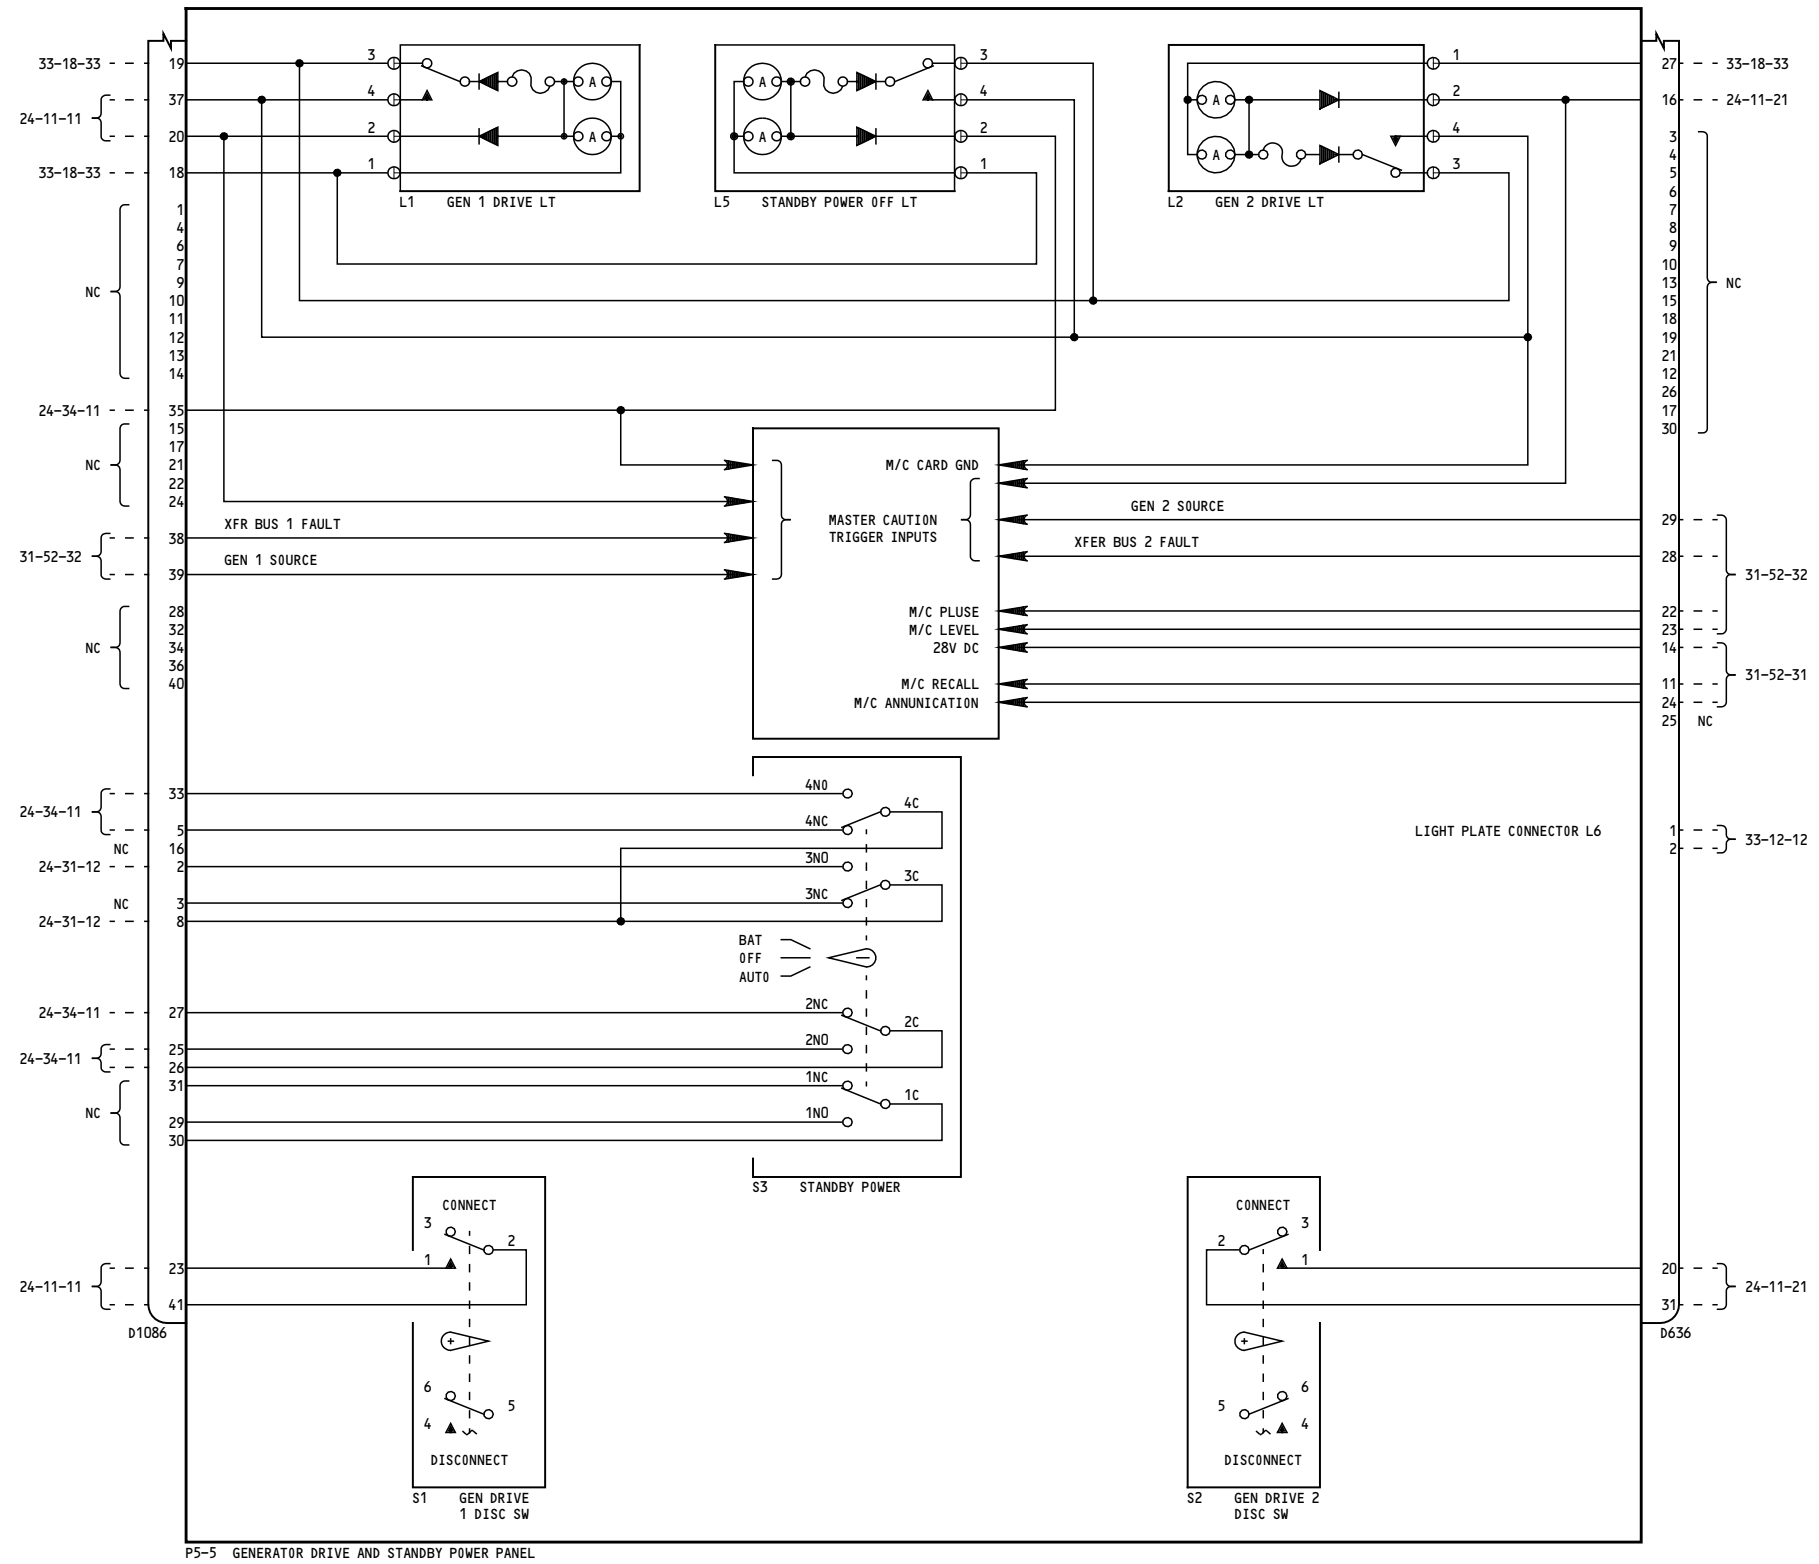 33-18-33 19 3 3 1 27 33-18-33
A A
37 4 4 A 2 16 24-11-21
24-11-11
20 2 A A 2 4 3
4
33-18-33 18 1 1 A 3 5
6
L1 GEN 1 DRIVE LT L5 STANDBY POWER OFF LT L2 GEN 2 DRIVE LT
1 7
4 8
6 9
7 10
9 13
NC NC
10 15
11 18
12 19
13 21
14 12
26
24-34-11 35 17
15 30
17
NC 21 M/C CARD GND
22
24 GEN 2 SOURCE
XFR BUS 1 FAULT MASTER CAUTION 29
TRIGGER INPUTS
38 XFER BUS 2 FAULT
31-52-32 28
GEN 1 SOURCE
39 31-52-32
28 M/C PLUSE 22
32 M/C LEVEL 23
NC 34 28V DC 14
36
31-52-31
40 M/C RECALL 11
M/C ANNUNICATION 24
25 NC
33 4NO
24-34-11 4C
5 4NC LIGHT PLATE CONNECTOR L6 1
33-12-12
NC 16 2
24-31-12 2 3NO
3C
NC 3 3NC
24-31-12 8
BAT
OFF
AUTO
24-34-11 27 2NC
2C
25 2NO
24-34-11
26
31 1NC
1C
NC
29 1NO
30
S3 STANDBY POWER
CONNECT CONNECT
3 3
2 2
1 1
23 20
24-11-11 24-11-21
41 31
D1086 D636
6 6
5 5
4 4
DISCONNECT DISCONNECT
S1 GEN DRIVE S2 GEN DRIVE 2
1 DISC SW DISC SW
P5-5 GENERATOR DRIVE AND STANDBY POWER PANEL